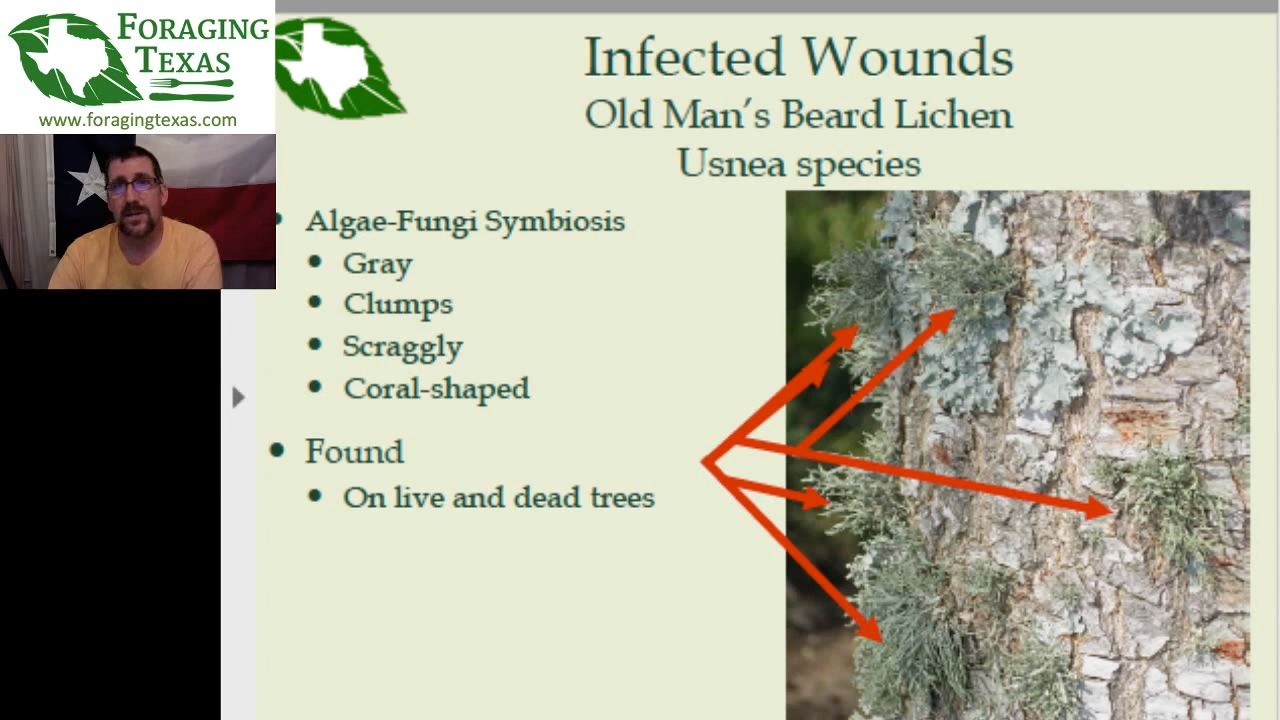 FORAGING
TEXAS
www.foragingtexas.com
Infected Wounds
Old Man's Beard Lichen
Usnea species
• Algae-Fungi Symbiosis
• Gray
• Clumps
• Scraggly
• Coral-shaped
• Found
• On live and dead trees